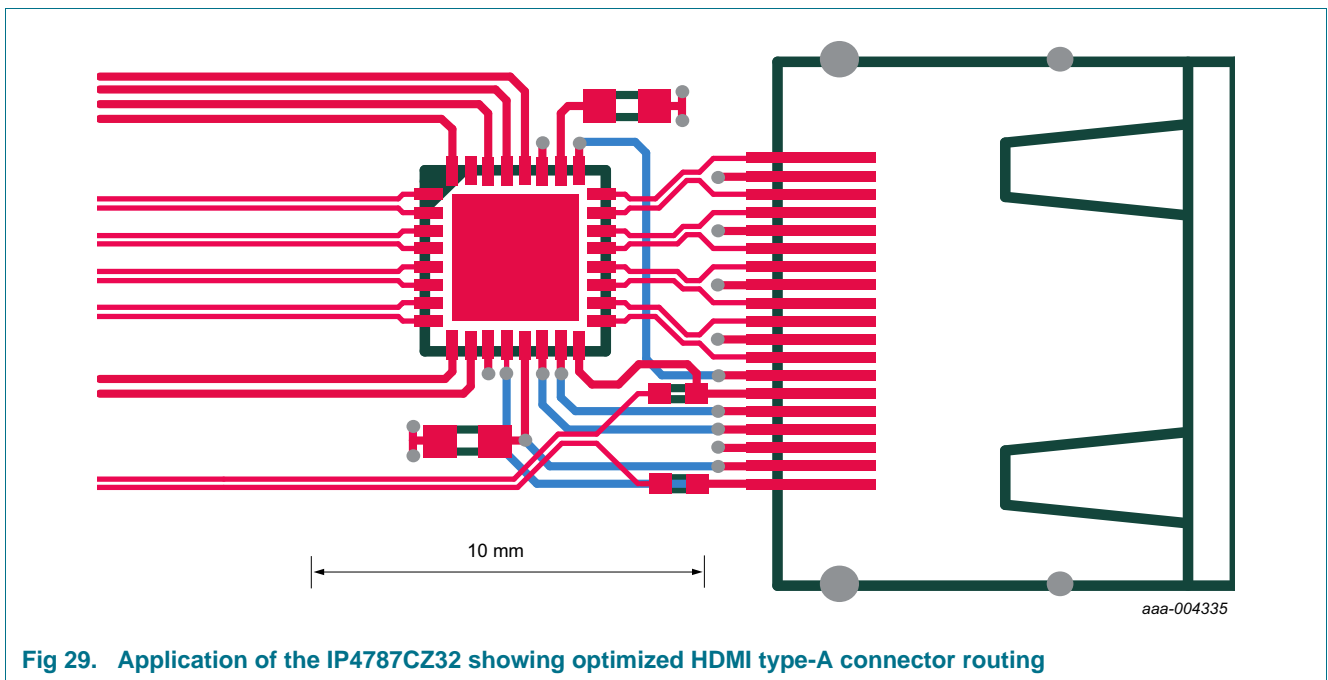 10 mm
aaa-004335
Fig 29. Application of the IP4787CZ32 showing optimized HDMI type-A connector routing